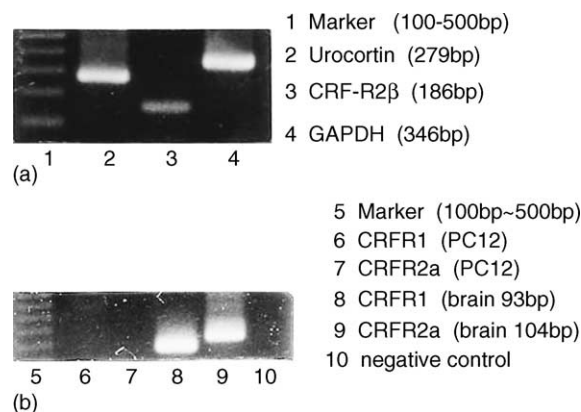 1 Marker (100-500bp)
2 Urocortin (279bp)
3 CRF-R2β (186bp)
4 GAPDH (346bp)
1 2 3 4
(a)
5 Marker (100bp~500bp)
6 CRFR1 (PC12)
7 CRFR2a (PC12)
8 CRFR1 (brain 93bp)
9 CRFR2a (brain 104bp)
10 negative control
5 6 7 8 9 10
(b)